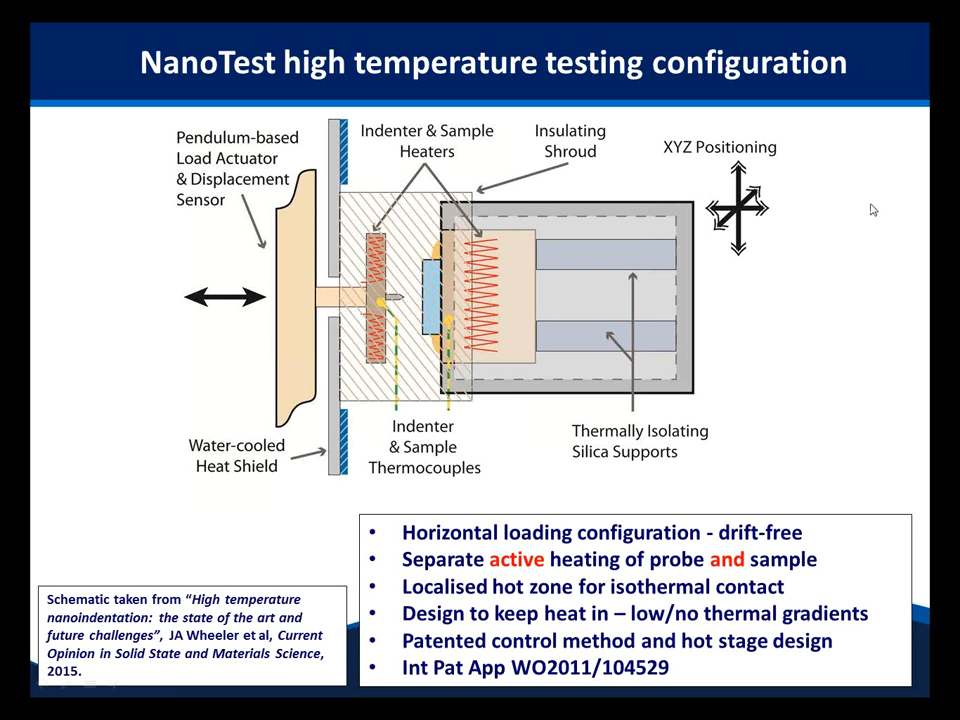 NanoTest high temperature testing configuration
Pendulum-based
Load Actuator
& Displacement
Sensor
Indenter & Sample
Heaters
Insulating
Shroud
XYZ Positioning
Water-cooled
Heat Shield
Indenter
& Sample
Thermocouples
Thermally Isolating
Silica Supports
• Horizontal loading configuration - drift-free
• Separate active heating of probe and sample
• Localised hot zone for isothermal contact
• Design to keep heat in – low/no thermal gradients
• Patented control method and hot stage design
• Int Pat App WO2011/104529
Schematic taken from “High temperature
nanoindentation: the state of the art and
future challenges”, JA Wheeler et al, Current
Opinion in Solid State and Materials Science,
2015.